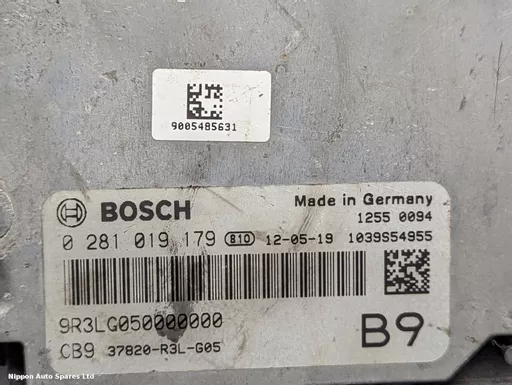 9005485631
BOSCH
Made in Germany
1255 0094
0 281 019 179 810 12-05-19 1039S54955
9R3LG050000000
CB9 37820-R3L-G05
B9
Nippon Auto Spares Ltd